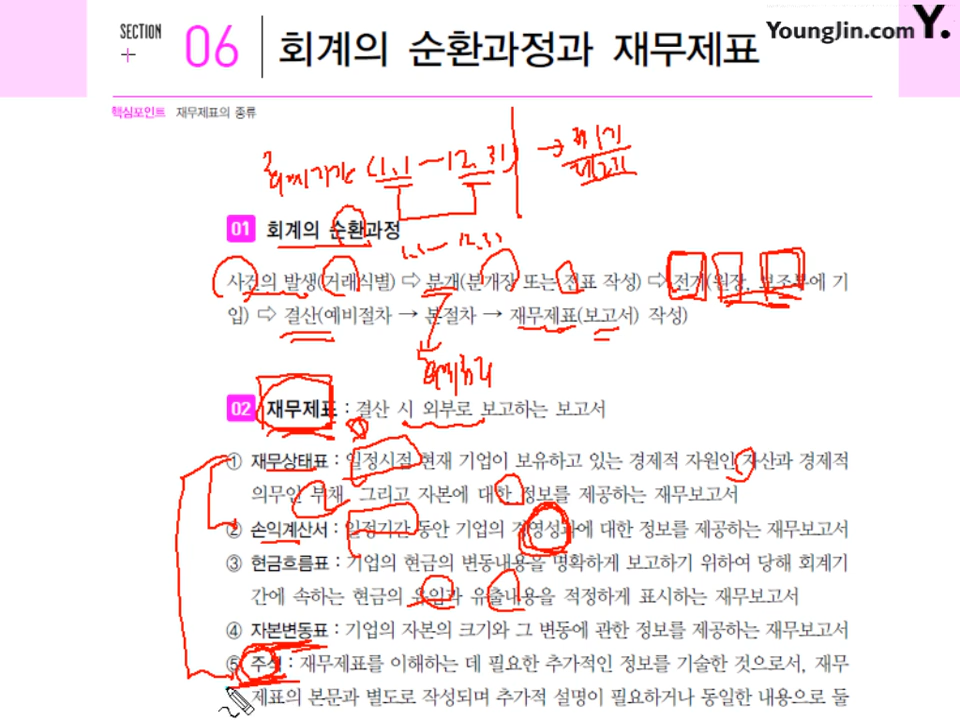 SECTION
06 회계의 순환과정과 재무제표
YoungJin.com Y.
핵심포인트 재무제표의 종류
회계기간 (1.1 ~ 12.31) → 제1기
제2기
01 회계의 순환과정
1.1 ~ 12.31
사건의 발생(거래식별) ⇨ 분개(분개장 또는 전표 작성) ⇨ 전기(원장, 보조부에 기
입) ⇨ 결산(예비절차 → 본절차 → 재무제표(보고서) 작성)
회계처리
02 재무제표 : 결산 시 외부로 보고하는 보고서
① 재무상태표 : 일정시점 현재 기업이 보유하고 있는 경제적 자원인 자산과 경제적
의무인 부채, 그리고 자본에 대한 정보를 제공하는 재무보고서
② 손익계산서 : 일정기간 동안 기업의 경영성과에 대한 정보를 제공하는 재무보고서
③ 현금흐름표 : 기업의 현금의 변동내용을 명확하게 보고하기 위하여 당해 회계기
간에 속하는 현금의 유입과 유출내용을 적정하게 표시하는 재무보고서
④ 자본변동표 : 기업의 자본의 크기와 그 변동에 관한 정보를 제공하는 재무보고서
⑤ 주석 : 재무제표를 이해하는 데 필요한 추가적인 정보를 기술한 것으로서, 재무
제표의 본문과 별도로 작성되며 추가적 설명이 필요하거나 동일한 내용으로 둘